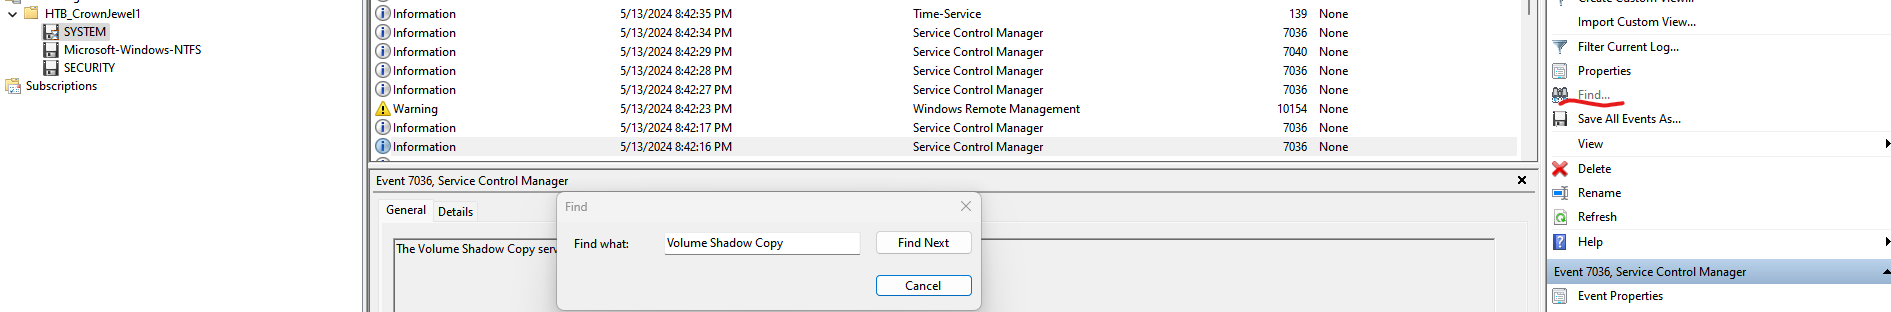 HTB_CrownJewel1
SYSTEM
Microsoft-Windows-NTFS
SECURITY
Subscriptions
Information 5/13/2024 8:42:35 PM Time-Service 139 None
Information 5/13/2024 8:42:34 PM Service Control Manager 7036 None
Information 5/13/2024 8:42:29 PM Service Control Manager 7040 None
Information 5/13/2024 8:42:28 PM Service Control Manager 7036 None
Information 5/13/2024 8:42:27 PM Service Control Manager 7036 None
Warning 5/13/2024 8:42:23 PM Windows Remote Management 10154 None
Information 5/13/2024 8:42:17 PM Service Control Manager 7036 None
Information 5/13/2024 8:42:16 PM Service Control Manager 7036 None
Event 7036, Service Control Manager
General Details
The Volume Shadow Copy serv
Find
Find what: Volume Shadow Copy Find Next
Cancel
Create Custom View...
Import Custom View...
Filter Current Log...
Properties
Find...
Save All Events As...
View
Delete
Rename
Refresh
Help
Event 7036, Service Control Manager
Event Properties